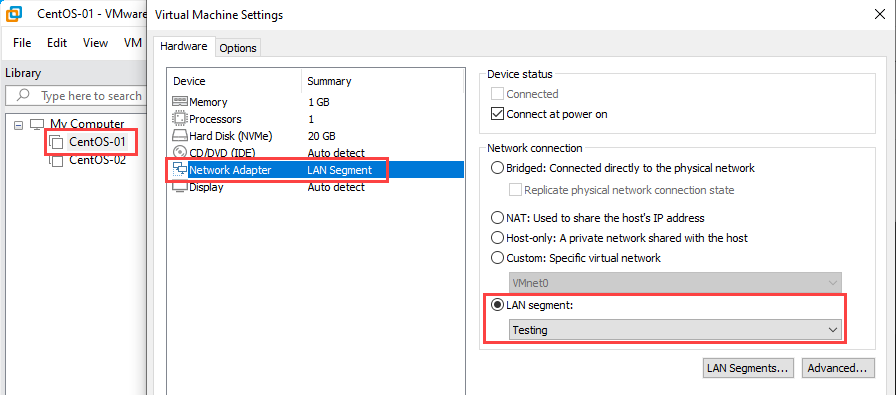 CentOS-01 - VMware
File Edit View VM
Library
Type here to search
My Computer
CentOS-01
CentOS-02
Virtual Machine Settings
Hardware Options
Device Summary
Memory 1 GB
Processors 1
Hard Disk (NVMe) 20 GB
CD/DVD (IDE) Auto detect
Network Adapter LAN Segment
Display Auto detect
Device status
Connected
Connect at power on
Network connection
Bridged: Connected directly to the physical network
Replicate physical network connection state
NAT: Used to share the host's IP address
Host-only: A private network shared with the host
Custom: Specific virtual network
VMnet0
LAN segment:
Testing
LAN Segments... Advanced...